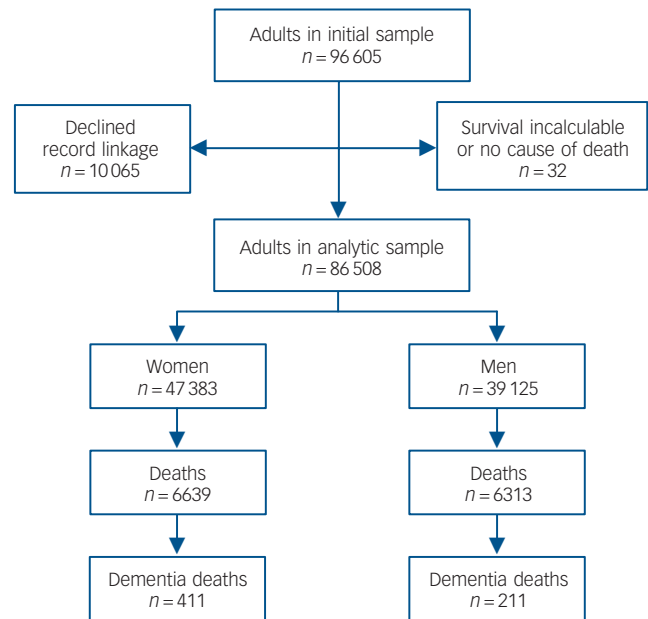 Adults in initial sample
n = 96 605
Declined
record linkage
n = 10 065
Survival incalculable
or no cause of death
n = 32
Adults in analytic sample
n = 86 508
Women
n = 47 383
Men
n = 39 125
Deaths
n = 6639
Deaths
n = 6313
Dementia deaths
n = 411
Dementia deaths
n = 211